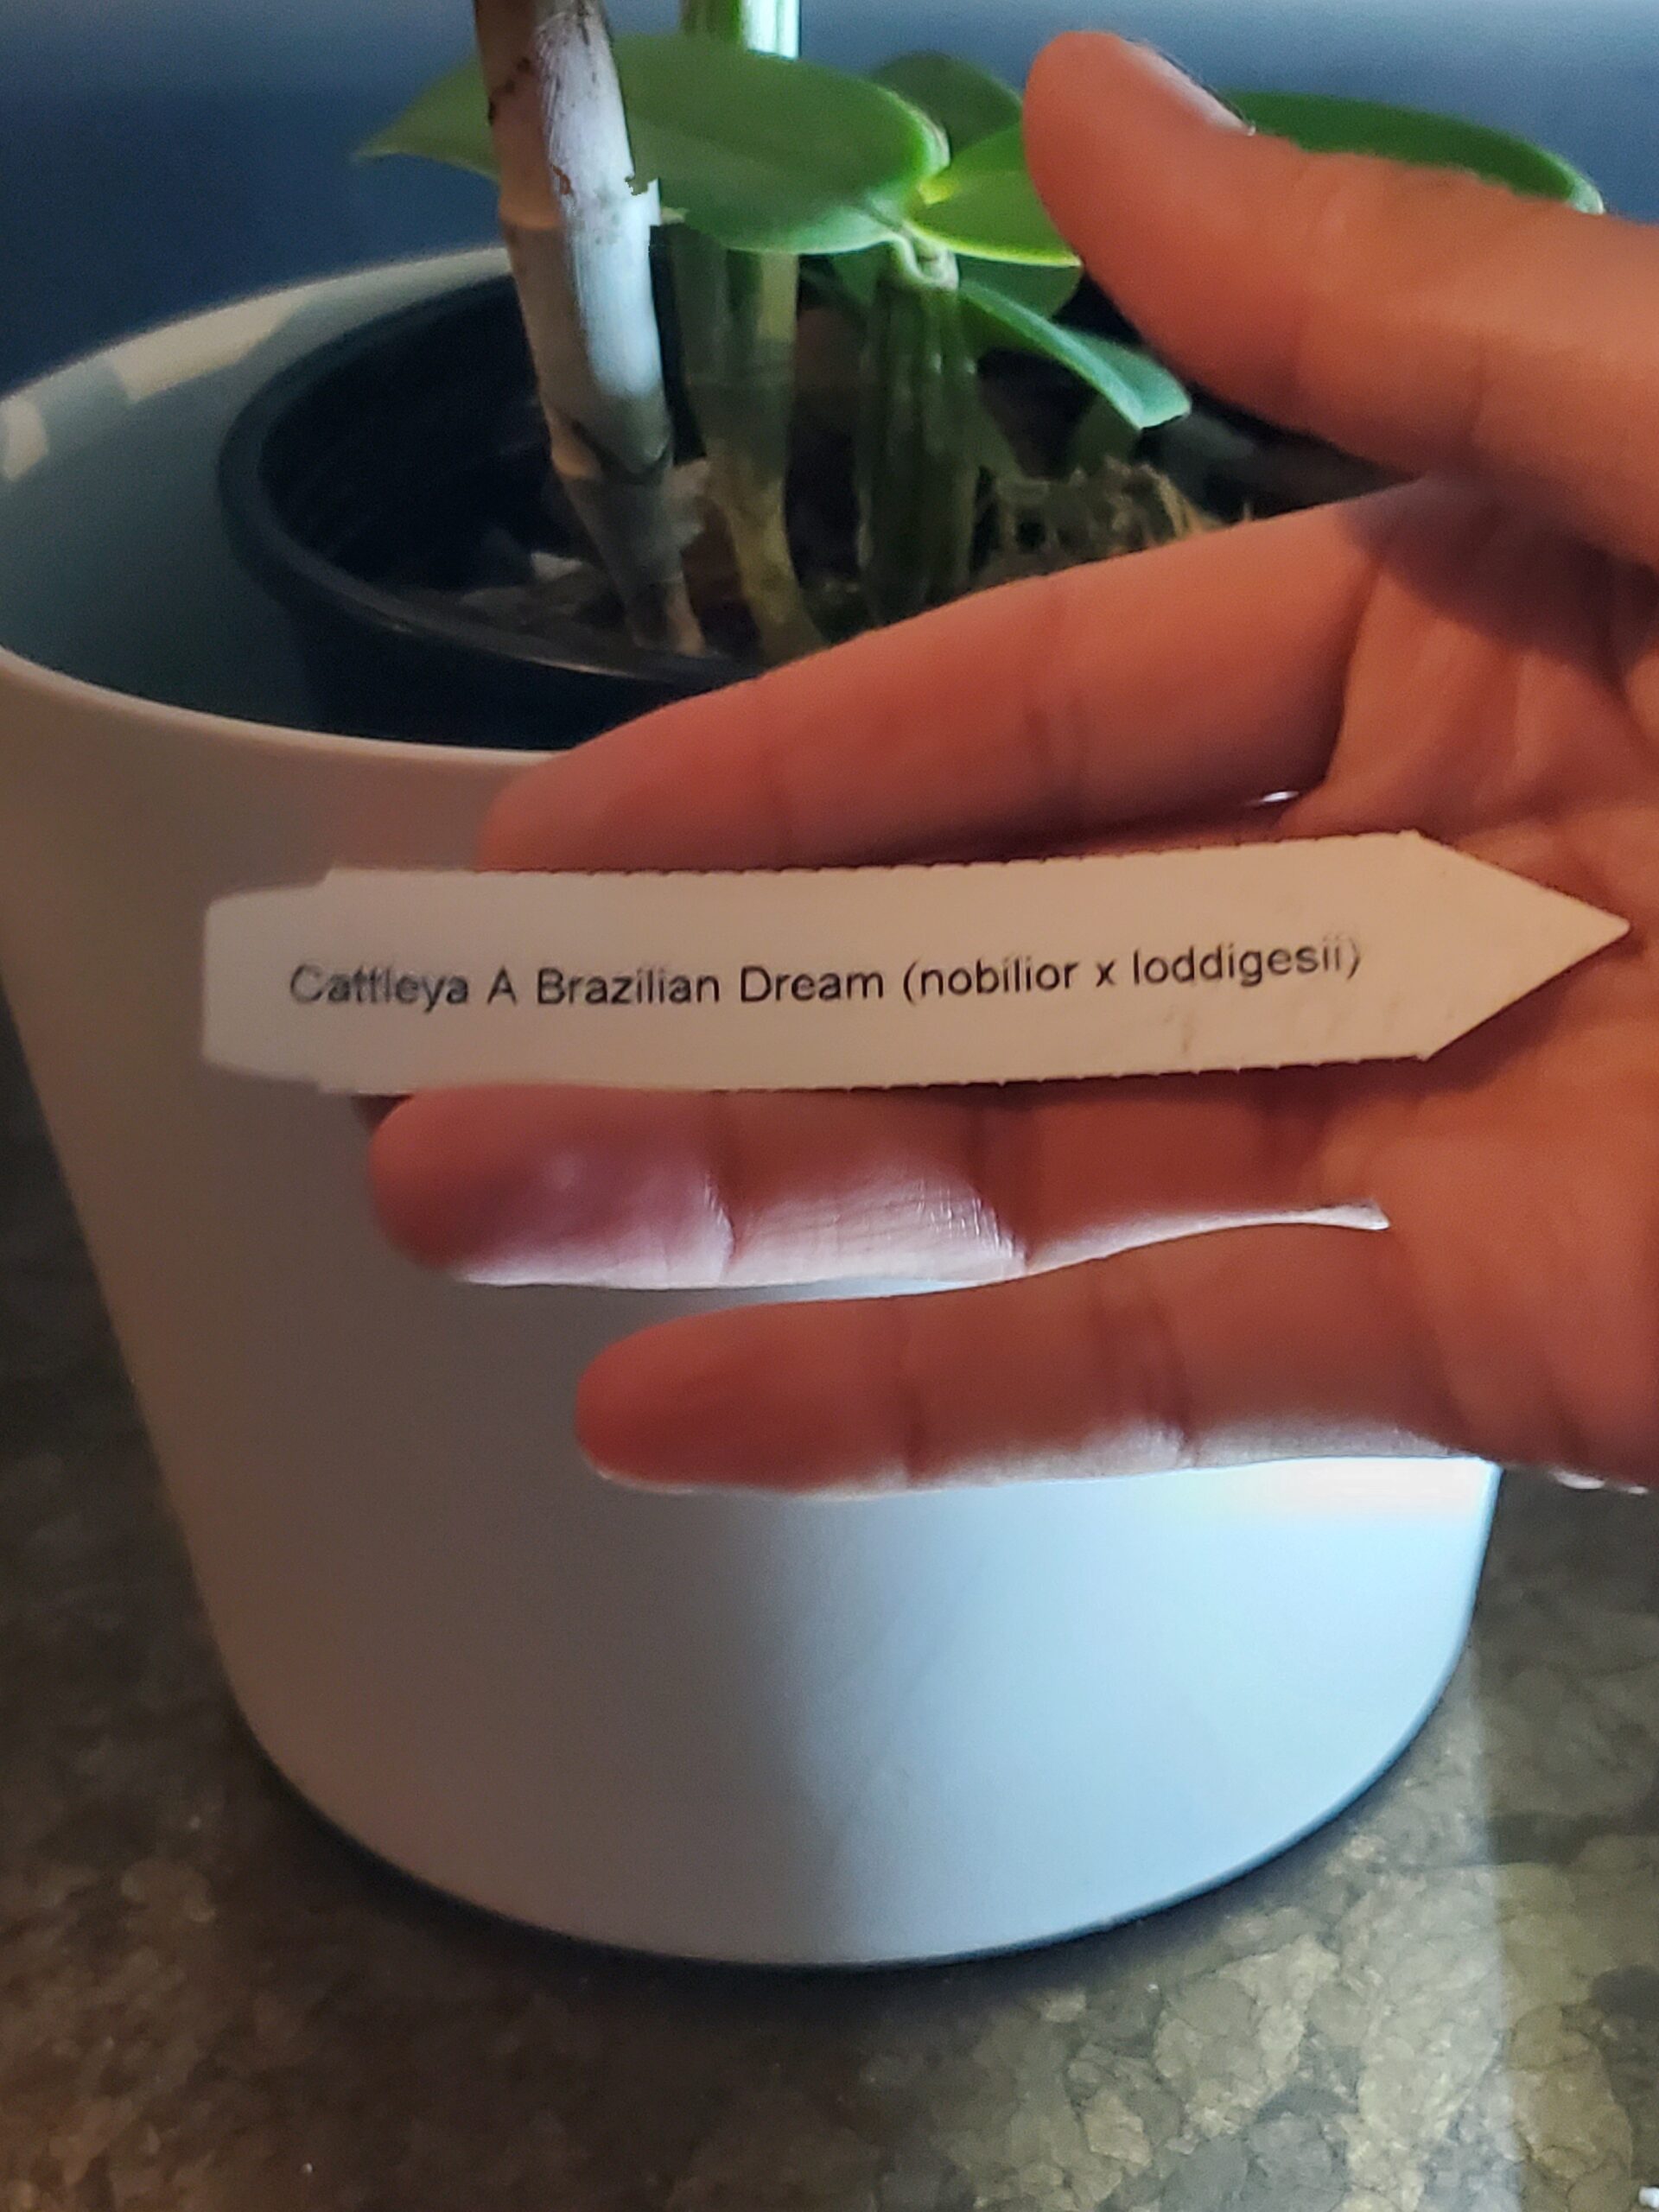 Cattleya A Brazilian Dream (nobilior x loddigesii)